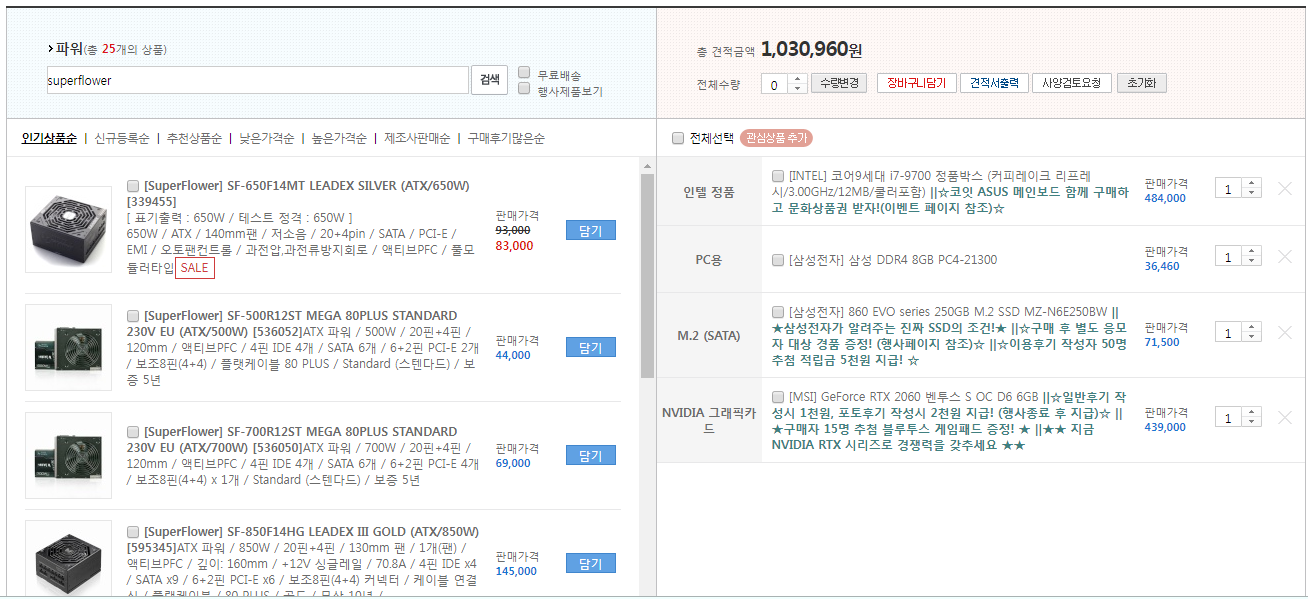 파워(총 25개의 상품)
superflower
검색
무료배송
행사제품보기
인기상품순 | 신규등록순 | 추천상품순 | 낮은가격순 | 높은가격순 | 제조사판매순 | 구매후기많은순
[SuperFlower] SF-650F14MT LEADEX SILVER (ATX/650W)
[339455]
[ 표기출력 : 650W / 테스트 정격 : 650W ]
650W / ATX / 140mm팬 / 저소음 / 20+4pin / SATA / PCI-E /
EMI / 오토팬컨트롤 / 과전압,과전류방지회로 / 액티브PFC / 풀모
듈러타입 SALE
판매가격
93,000
83,000
담기
[SuperFlower] SF-500R12ST MEGA 80PLUS STANDARD
230V EU (ATX/500W) [536052]ATX 파워 / 500W / 20핀+4핀 /
120mm / 액티브PFC / 4핀 IDE 4개 / SATA 6개 / 6+2핀 PCI-E 2개
/ 보조8핀(4+4) / 플랫케이블 80 PLUS / Standard (스텐다드) / 보
증 5년
판매가격
44,000
담기
[SuperFlower] SF-700R12ST MEGA 80PLUS STANDARD
230V EU (ATX/700W) [536050]ATX 파워 / 700W / 20핀+4핀 /
120mm / 액티브PFC / 4핀 IDE 4개 / SATA 6개 / 6+2핀 PCI-E 4개
/ 보조8핀(4+4) x 1개 / Standard (스텐다드) / 보증 5년
판매가격
69,000
담기
[SuperFlower] SF-850F14HG LEADEX III GOLD (ATX/850W)
[595345]ATX 파워 / 850W / 20핀+4핀 / 130mm 팬 / 1개(팬) /
액티브PFC / 깊이: 160mm / +12V 싱글레일 / 70.8A / 4핀 IDE x4
/ SATA x9 / 6+2핀 PCI-E x6 / 보조8핀(4+4) 커넥터 / 케이블 연결
/ 플랫케이블 / 80 PLUS / 골드 / 무상 10년 /
판매가격
145,000
담기
총 견적금액 1,030,960원
전체수량 0 수량변경 장바구니담기 견적서출력 사양검토요청 초기화
전체선택 관심상품 추가
인텔 정품
[INTEL] 코어9세대 i7-9700 정품박스 (커피레이크 리프레
시/3.00GHz/12MB/쿨러포함) ||☆코잇 ASUS 메인보드 함께 구매하
고 문화상품권 받자!(이벤트 페이지 참조)☆
판매가격
484,000
1
PC용
[삼성전자] 삼성 DDR4 8GB PC4-21300
판매가격
36,460
1
M.2 (SATA)
[삼성전자] 860 EVO series 250GB M.2 SSD MZ-N6E250BW ||
★삼성전자가 알려주는 진짜 SSD의 조건!★ ||☆구매 후 별도 응모
자 대상 경품 증정! (행사페이지 참조)☆ ||☆이용후기 작성자 50명
추첨 적립금 5천원 지급! ☆
판매가격
71,500
1
NVIDIA 그래픽카
드
[MSI] GeForce RTX 2060 벤투스 S OC D6 6GB ||☆일반후기 작
성시 1천원, 포토후기 작성시 2천원 지급! (행사종료 후 지급)☆ ||
★구매자 15명 추첨 블루투스 게임패드 증정! ★ ||★★ 지금
NVIDIA RTX 시리즈로 경쟁력을 갖추세요 ★★
판매가격
439,000
1